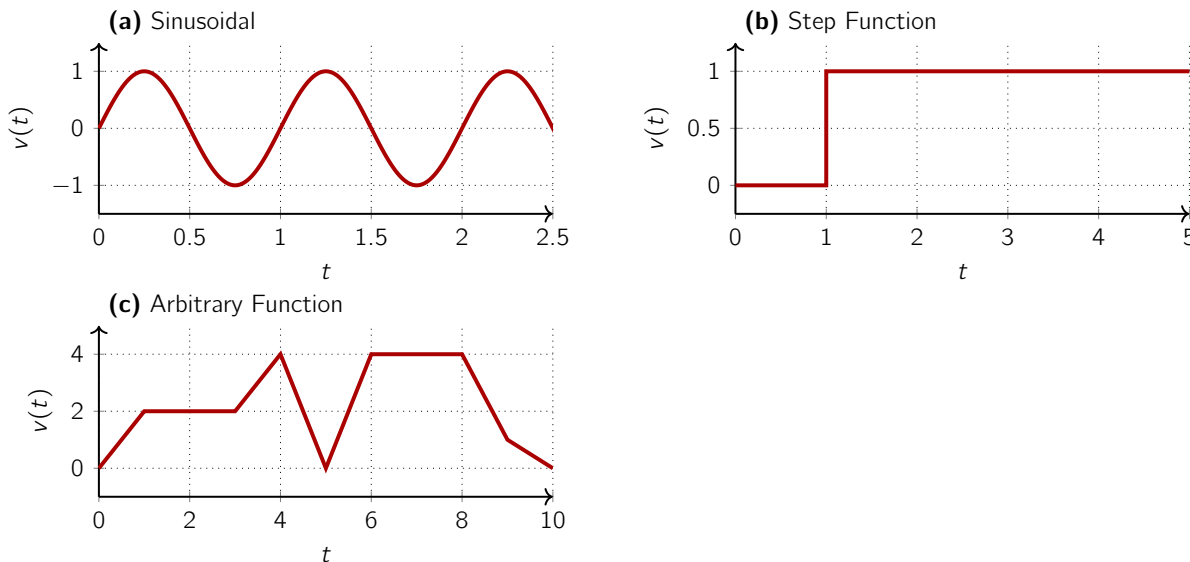 (a) Sinusoidal
1
0
−1
v(t)
0 0.5 1 1.5 2 2.5
t
(b) Step Function
1
0.5
0
v(t)
0 1 2 3 4 5
t
(c) Arbitrary Function
4
2
0
v(t)
0 2 4 6 8 10
t